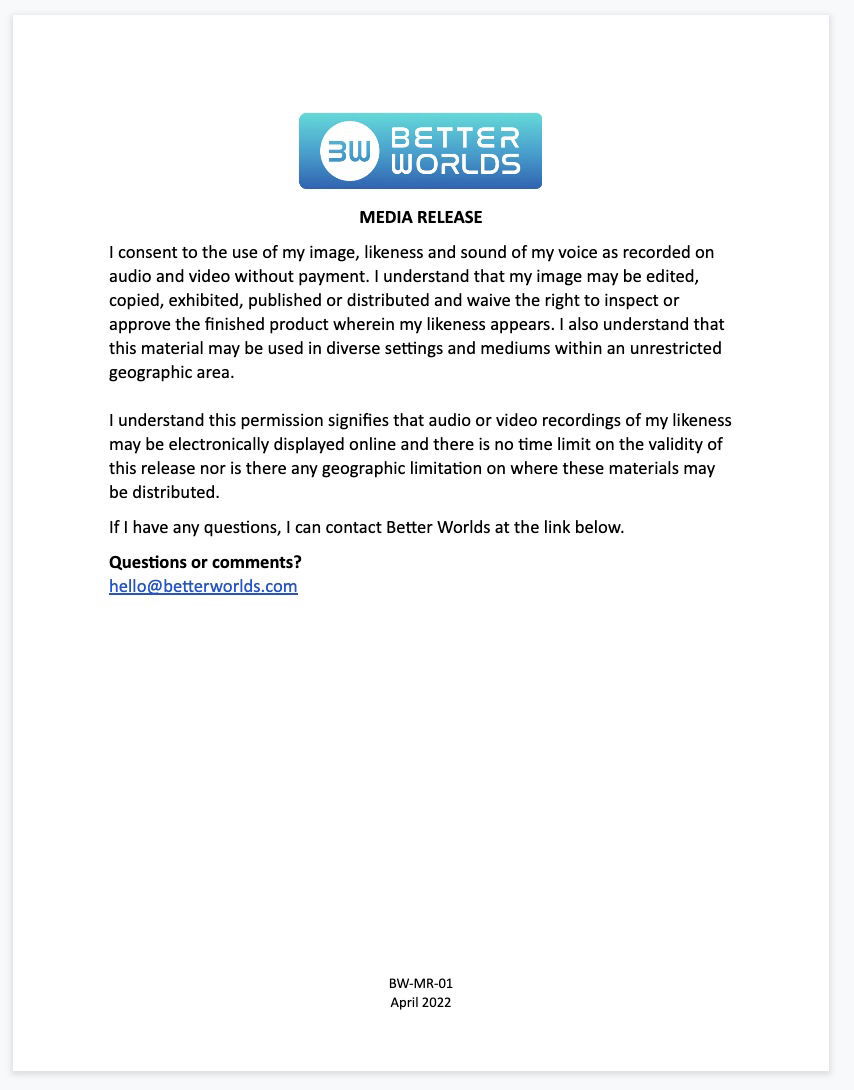 BW BETTER
WORLDS
MEDIA RELEASE
I consent to the use of my image, likeness and sound of my voice as recorded on
audio and video without payment. I understand that my image may be edited,
copied, exhibited, published or distributed and waive the right to inspect or
approve the finished product wherein my likeness appears. I also understand that
this material may be used in diverse settings and mediums within an unrestricted
geographic area.
I understand this permission signifies that audio or video recordings of my likeness
may be electronically displayed online and there is no time limit on the validity of
this release nor is there any geographic limitation on where these materials may
be distributed.
If I have any questions, I can contact Better Worlds at the link below.
Questions or comments?
hello@betterworlds.com
BW-MR-01
April 2022